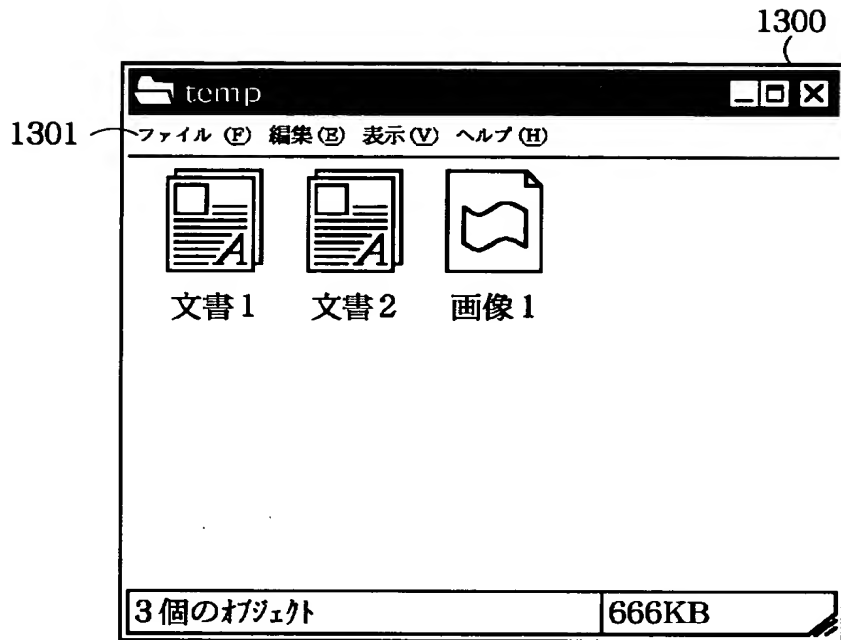 1300
temp
1301
ファイル (F) 編集 (E) 表示 (V) ヘルプ (H)
文書1 文書2 画像1
3個のオブジェクト 666KB